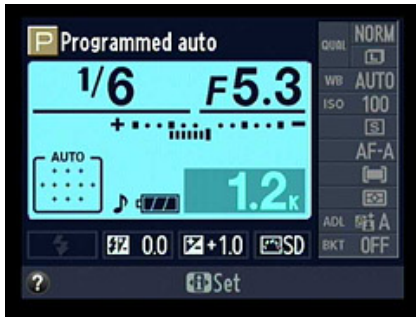 P Programmed auto
QUAL NORM
L
1/6 F5.3
WB AUTO
ISO 100
+ -
S
AUTO
AF-A
1.2K
ADL A
0.0 +1.0 SD
BKT OFF
? i Set